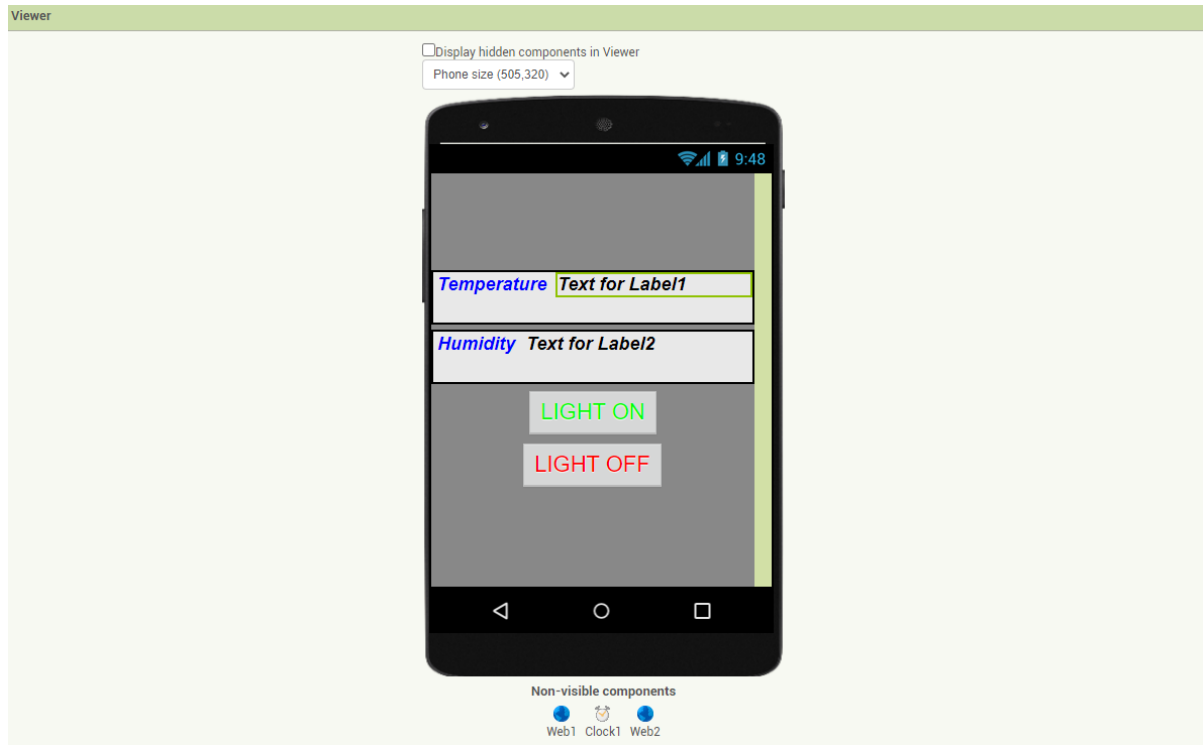 Viewer
Display hidden components in Viewer
Phone size (505,320)
9:48
Temperature Text for Label1
Humidity Text for Label2
LIGHT ON
LIGHT OFF
Non-visible components
Web1 Clock1 Web2